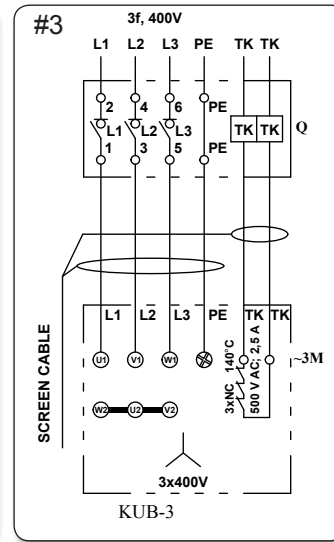 #3
3f, 400V
L1 L2 L3 PE TK TK
2 4 6 PE
L1 L2 L3 TK TK Q
1 3 5 PE
SCREEN CABLE
L1 L2 L3 PE TK TK
U1 V1 W1
3xNC 140°C
500 V AC; 2,5 A
~3M
W2 U2 V2
3x400V
KUB-3